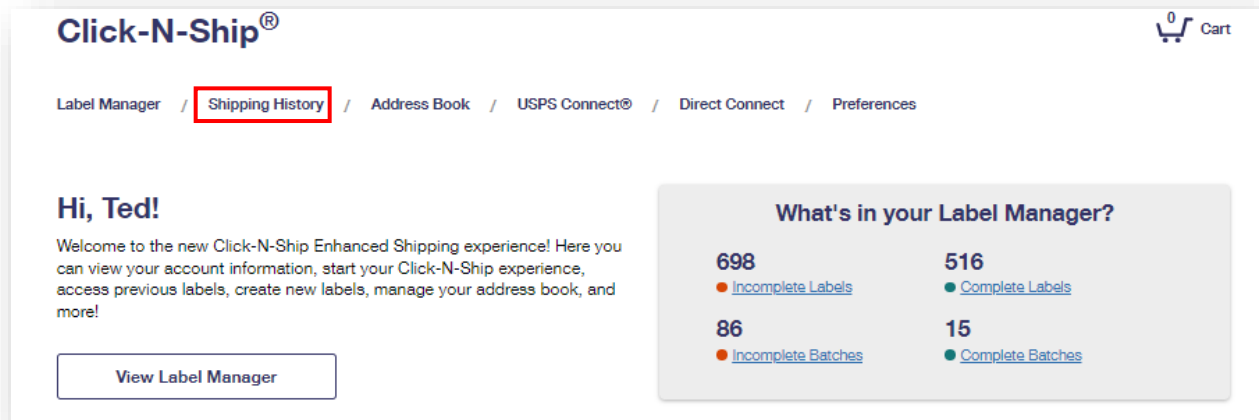 Click-N-Ship®
0 Cart
Label Manager / Shipping History / Address Book / USPS Connect® / Direct Connect / Preferences
Hi, Ted!
Welcome to the new Click-N-Ship Enhanced Shipping experience! Here you
can view your account information, start your Click-N-Ship experience,
access previous labels, create new labels, manage your address book, and
more!
View Label Manager
What's in your Label Manager?
698 516
Incomplete Labels Complete Labels
86 15
Incomplete Batches Complete Batches